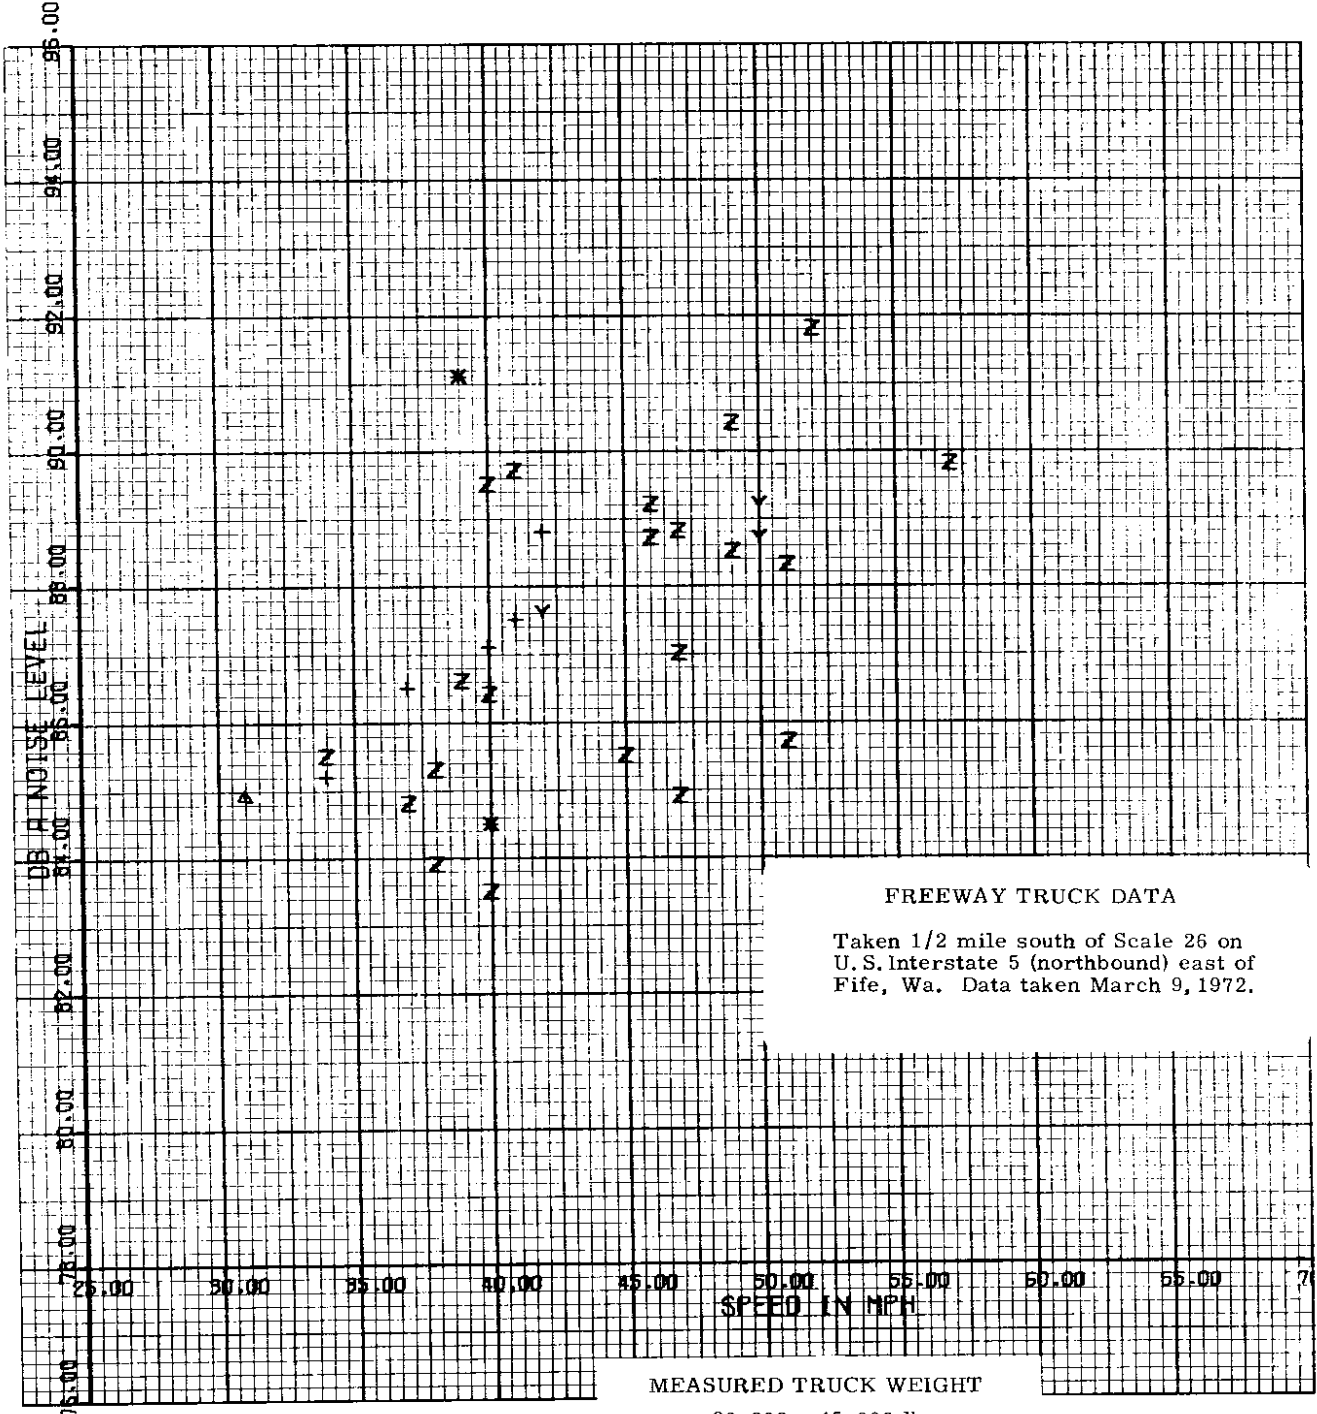 96.00
94.00
92.00
90.00
88.00
86.00
84.00
82.00
80.00
78.00
76.00
DB A NOISE LEVEL
25.00 30.00 35.00 40.00 45.00 50.00 55.00 60.00 65.00
SPEED IN MPH
FREEWAY TRUCK DATA
Taken 1/2 mile south of Scale 26 on
U. S. Interstate 5 (northbound) east of
Fife, Wa. Data taken March 9, 1972.
MEASURED TRUCK WEIGHT